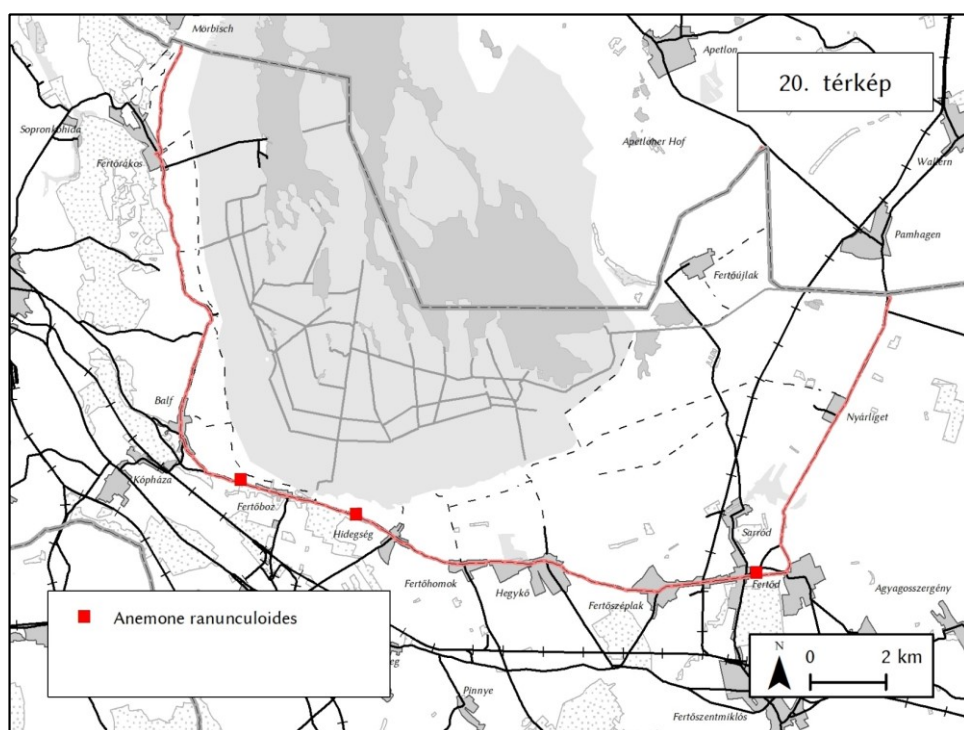 Mörbisch
Apetlon
20. térkép
Sopronkőhida
Fertőrákos
Apetloner Hof
Wallern
Pamhagen
Fertőújlak
Balf
Nyárliget
Kópháza
Fertőboz
Hidegség
Sarród
Fertőhomok
Hegykő
Fertőszéplak
Fertőd
Agyagosszergény
Anemone ranunculoides
N
0 2 km
Pinnye
Fertőszentmiklós